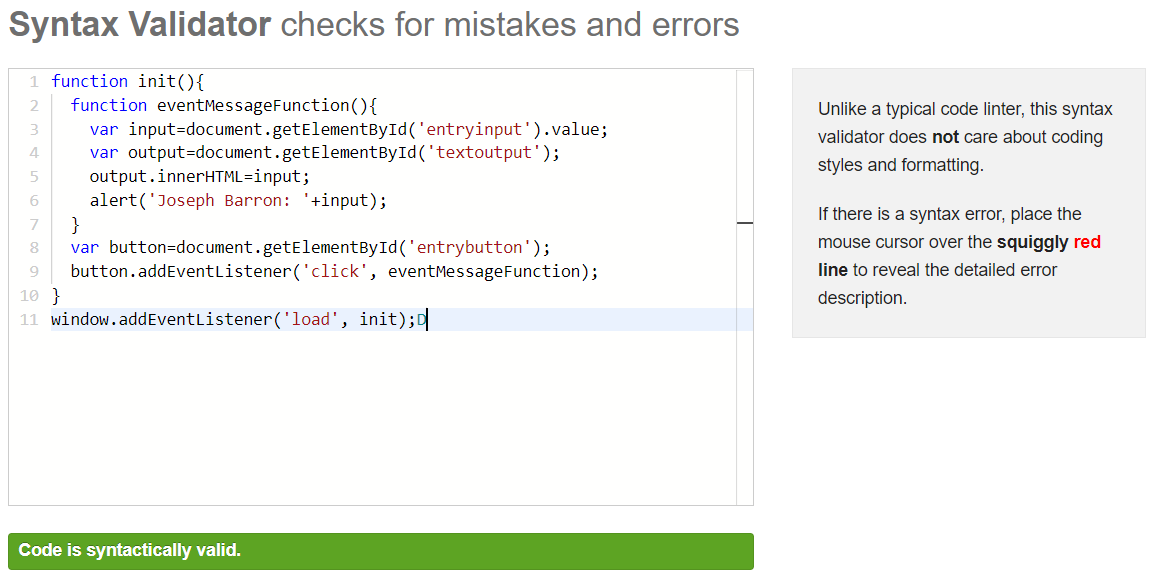 Syntax Validator checks for mistakes and errors
1 function init(){
2   function eventMessageFunction(){
3     var input=document.getElementById('entryinput').value;
4     var output=document.getElementById('textoutput');
5     output.innerHTML=input;
6     alert('Joseph Barron: '+input);
7   }
8   var button=document.getElementById('entrybutton');
9   button.addEventListener('click', eventMessageFunction);
10 }
11 window.addEventListener('load', init);D
Code is syntactically valid.
Unlike a typical code linter, this syntax
validator does not care about coding
styles and formatting.
If there is a syntax error, place the
mouse cursor over the squiggly red
line to reveal the detailed error
description.